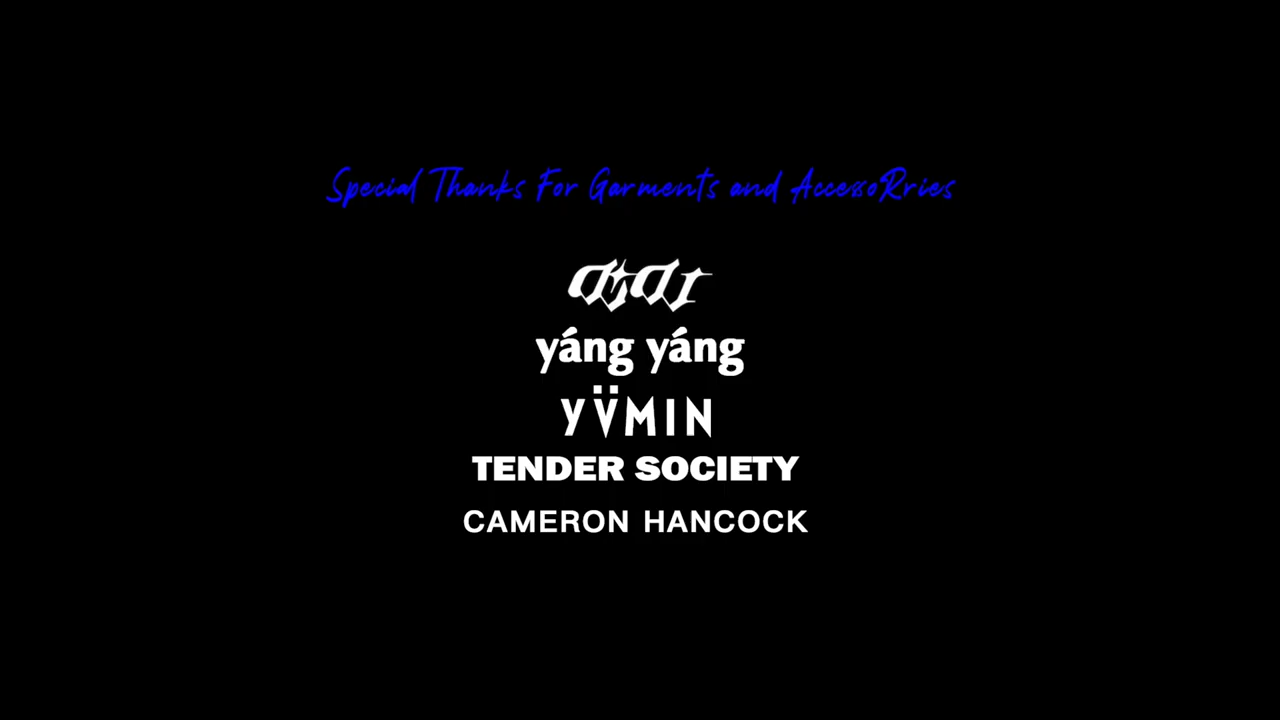 Special Thanks For Garments and AccessoRries
yáng yáng
YV̈MIN
TENDER SOCIETY
CAMERON HANCOCK